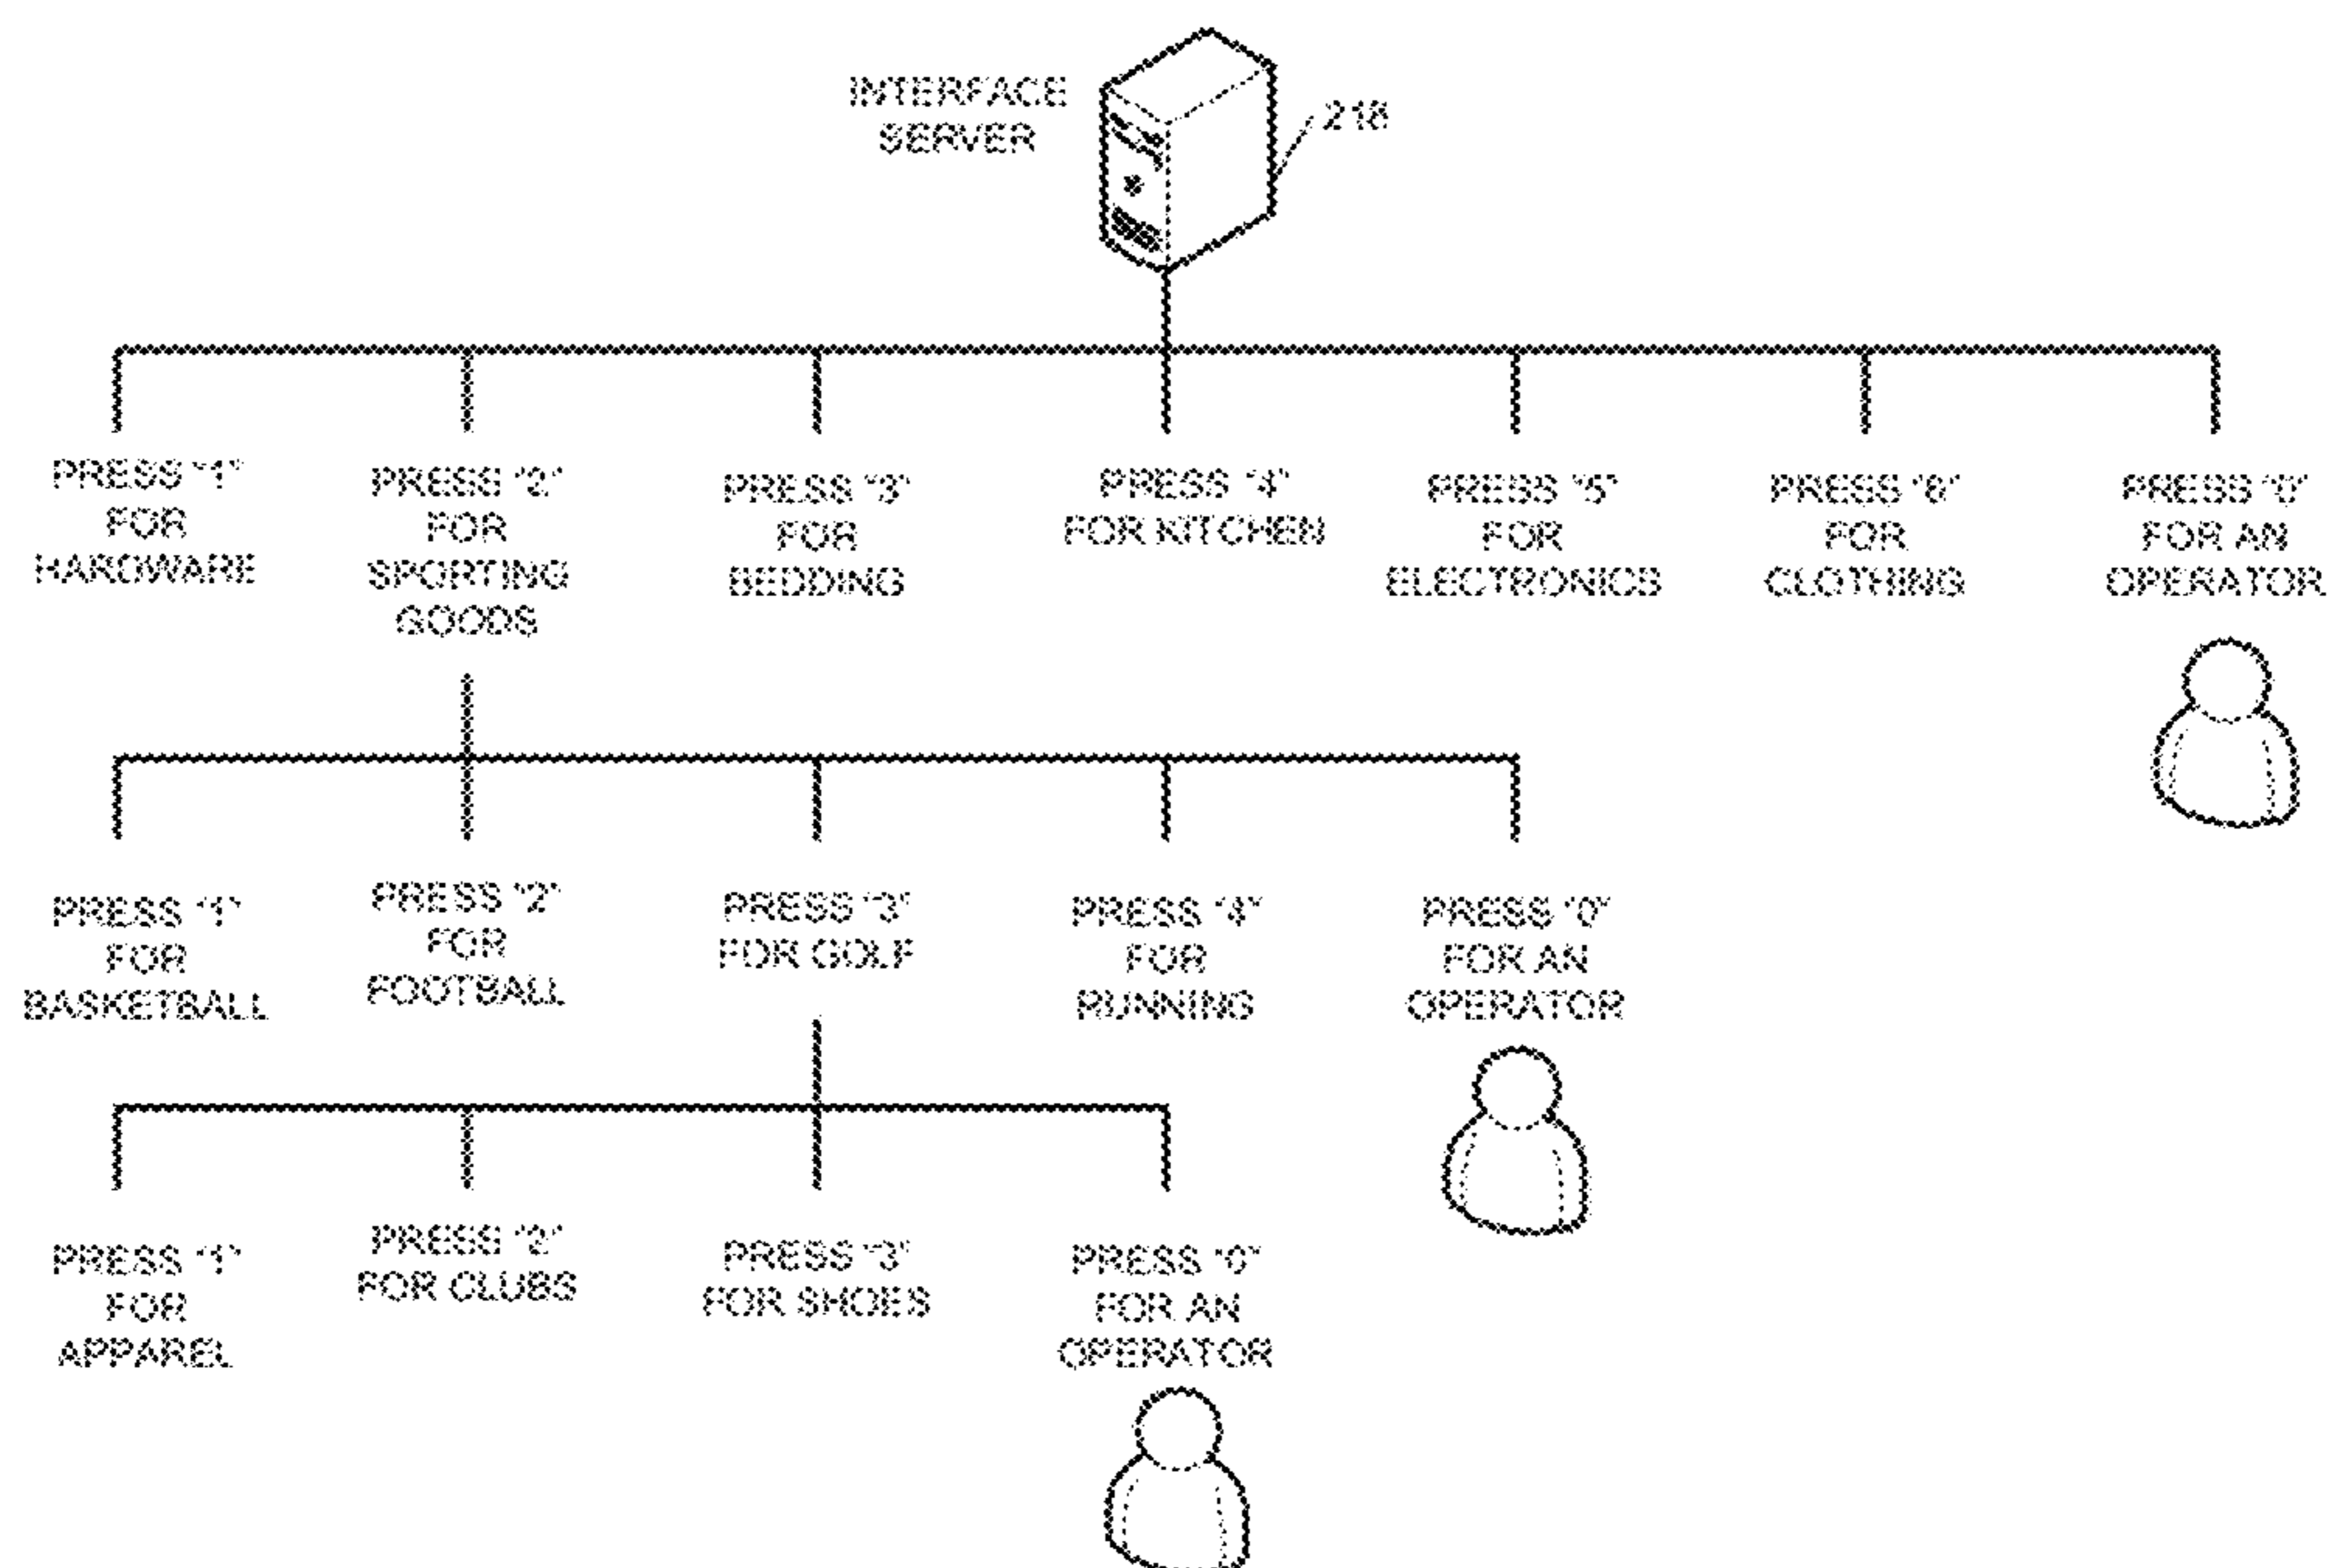 INTERFACE
SERVER
218
PRESS "1"
FOR
HARDWARE
PRESS "2"
FOR
SPORTING
GOODS
PRESS "3"
FOR
BEDDING
PRESS "4"
FOR KITCHEN
PRESS "5"
FOR
ELECTRONICS
PRESS "6"
FOR
CLOTHING
PRESS "0"
FOR AN
OPERATOR
PRESS "1"
FOR
BASKETBALL
PRESS "2"
FOR
FOOTBALL
PRESS "3"
FOR GOLF
PRESS "4"
FOR
RUNNING
PRESS "0"
FOR AN
OPERATOR
PRESS "1"
FOR
APPAREL
PRESS "2"
FOR CLUBS
PRESS "3"
FOR SHOES
PRESS "0"
FOR AN
OPERATOR